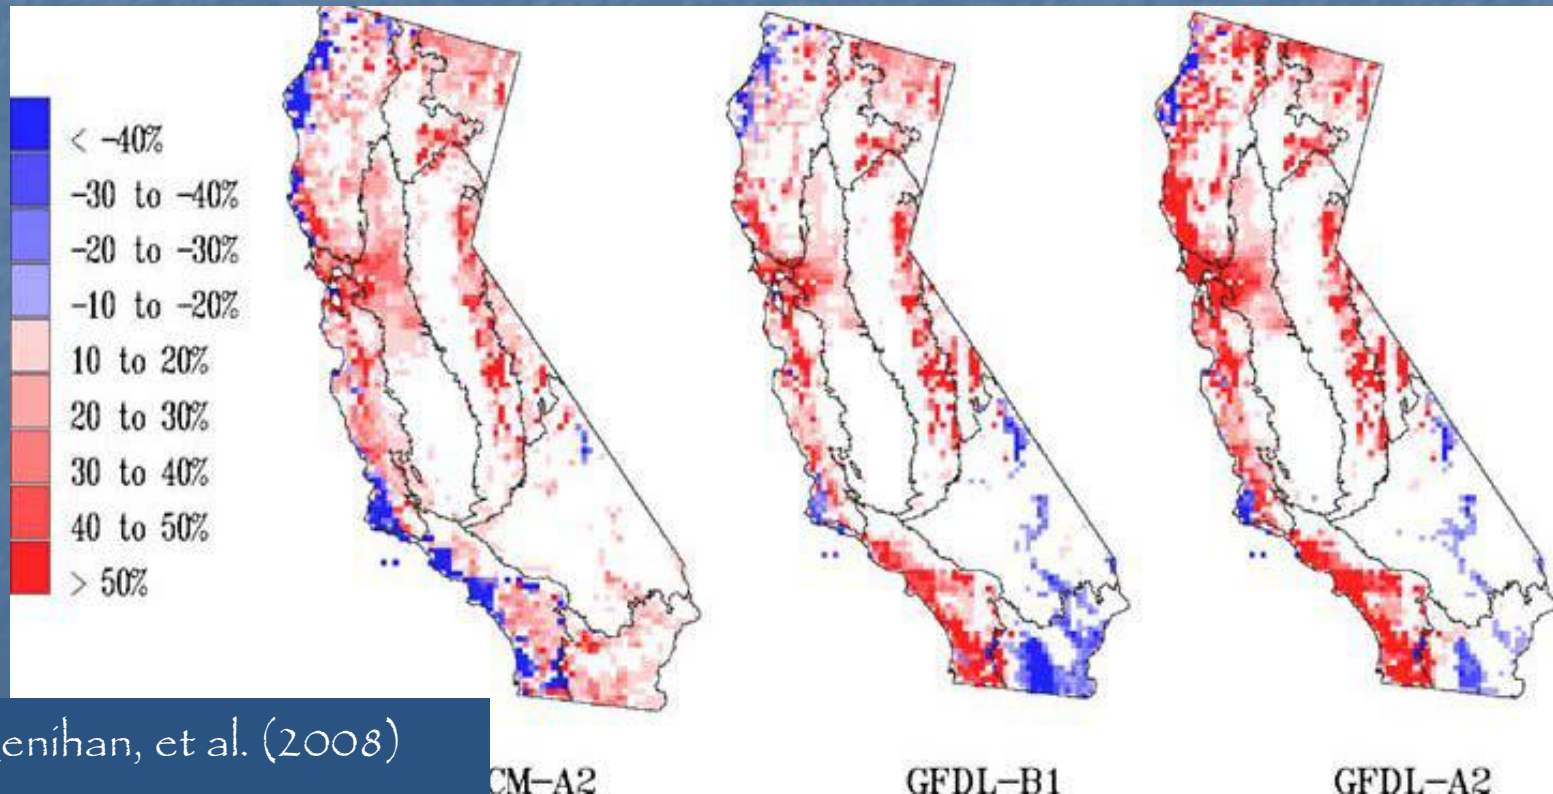 < -40%
-30 to -40%
-20 to -30%
-10 to -20%
10 to 20%
20 to 30%
30 to 40%
40 to 50%
> 50%
enihan, et al. (2008)
CM-A2
GFDL-B1
GFDL-A2